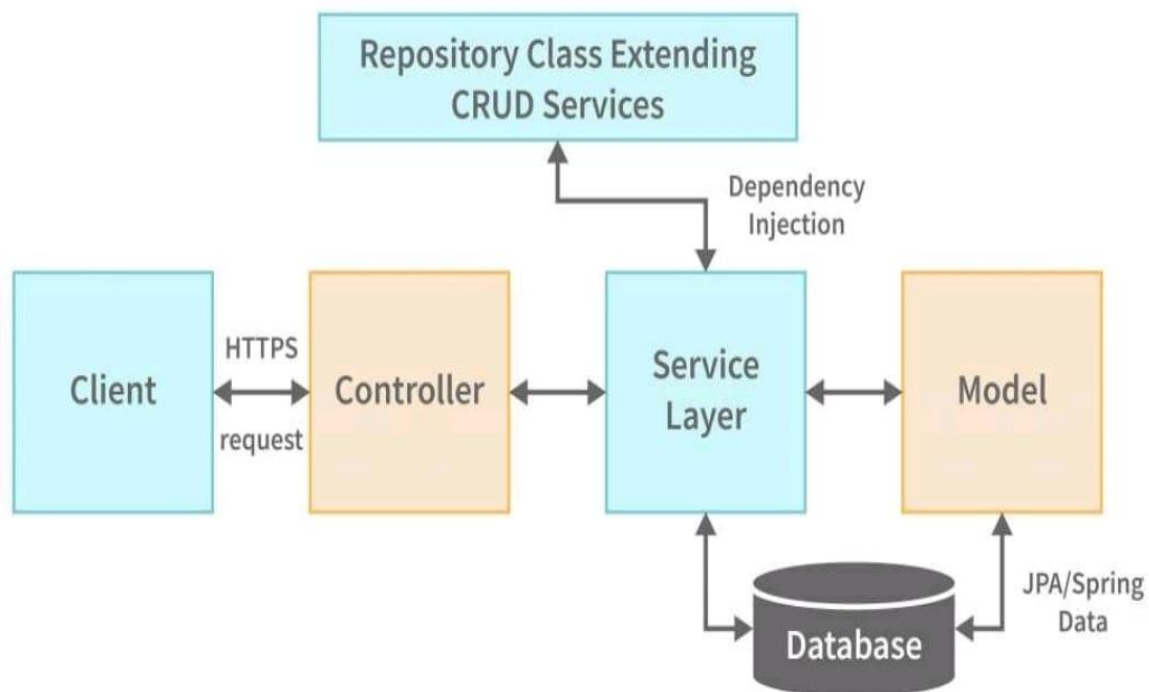 Repository Class Extending
CRUD Services
Dependency
Injection
Client
HTTPS
request
Controller
Service
Layer
Model
JPA/Spring
Data
Database